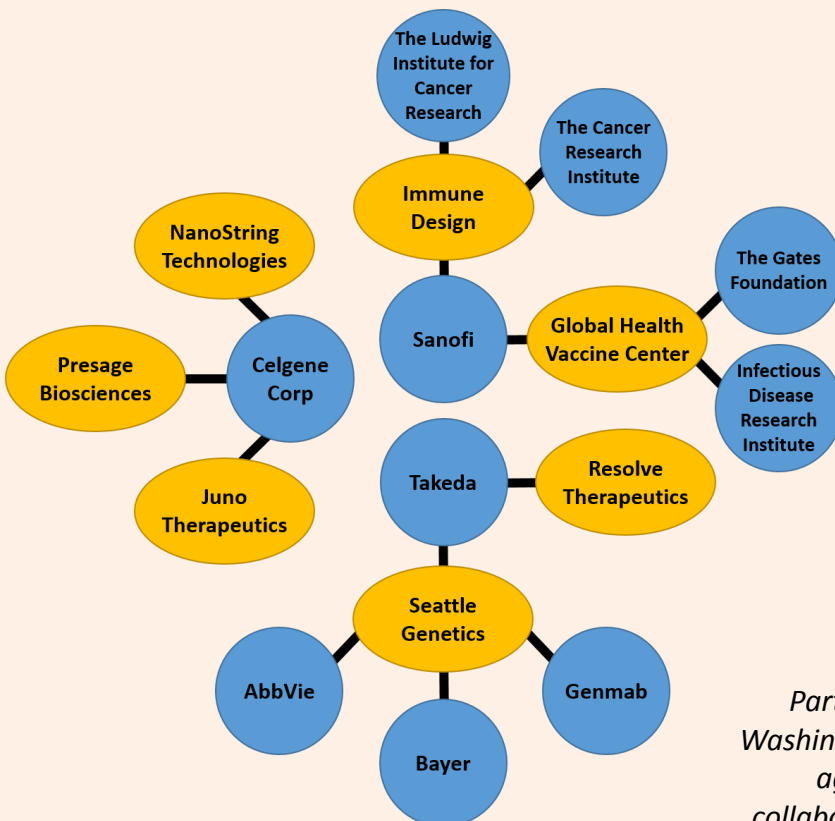 The Ludwig
Institute for
Cancer
Research
The Cancer
Research
Institute
Immune
Design
NanoString
Technologies
The Gates
Foundation
Sanofi
Global Health
Vaccine Center
Presage
Biosciences
Celgene
Corp
Infectious
Disease
Research
Institute
Takeda
Resolve
Therapeutics
Juno
Therapeutics
Seattle
Genetics
AbbVie
Genmab
Bayer